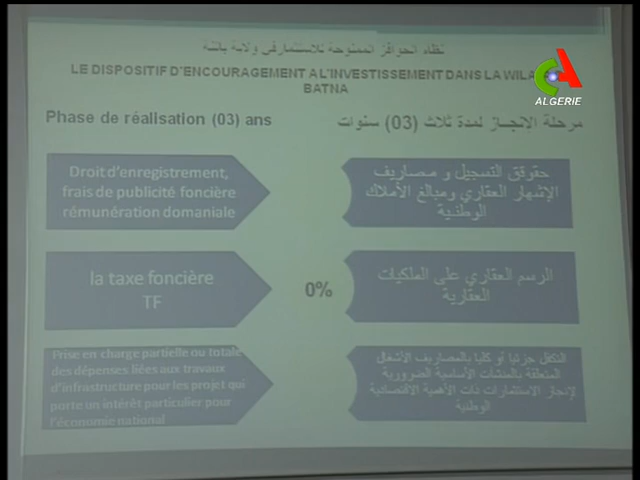 نظام الحوافز الممنوحة للاستثمار في ولاية باتنة
LE DISPOSITIF D'ENCOURAGEMENT A L'INVESTISSEMENT DANS LA WILA
BATNA
ALGERIE
Phase de réalisation (03) ans
مرحلة الانجاز لمدة ثلاث (03) سنوات
Droit d'enregistrement,
frais de publicité foncière
rémunération domaniale
حقوقق التسجيل و مصاريف
الإشهار العقاري ومبالغ الأملاك
الوطنية
la taxe foncière
TF
0%
الرسم العقاري على الملكيات
العقارية
Prise en charge partielle ou totale
des dépenses liées aux travaux
d'infrastructure pour les projet qui
porte un intérêt particulier pour
l'économie national
التكفل جزئيا أو كليا بالمصاريف الأشغال
المتعلقة بالمنشآت الأساسية الضرورية
لإنجاز الاستثمارات ذات الأهمية الاقتصادية
الوطنية